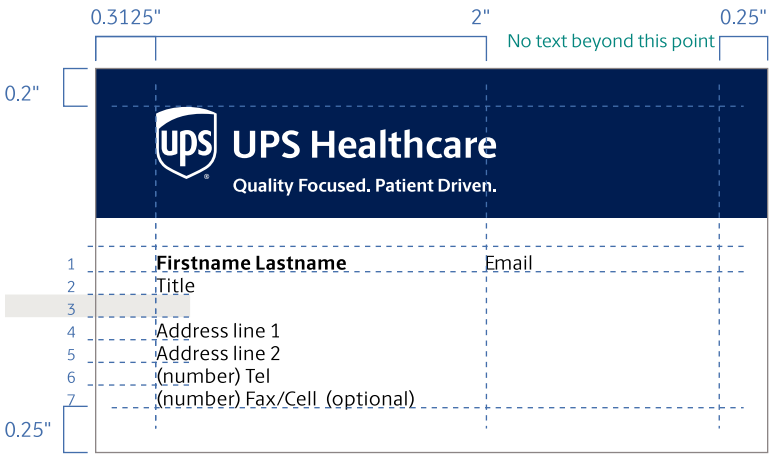 0.3125"
2"
0.25"
No text beyond this point
0.2"
ups
®
UPS Healthcare
Quality Focused. Patient Driven.
1 Firstname Lastname Email
2 Title
3
4 Address line 1
5 Address line 2
6 (number) Tel
7 (number) Fax/Cell (optional)
0.25"